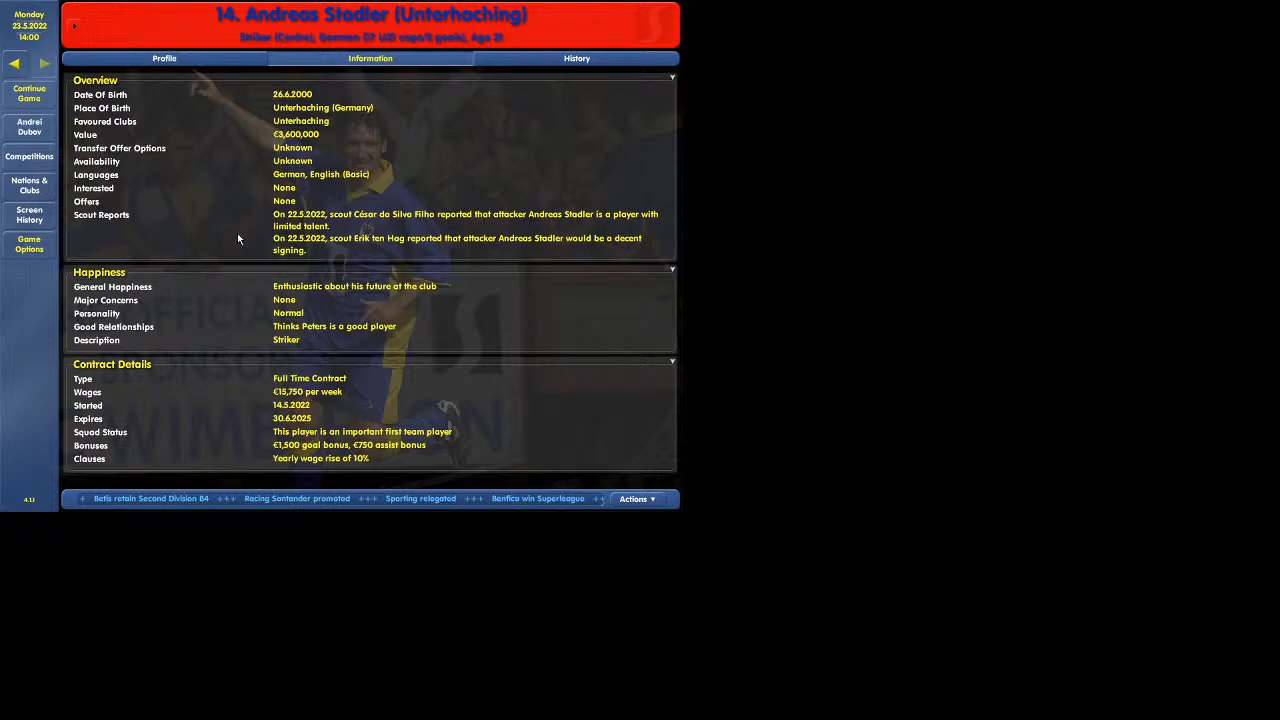 Monday
23.5.2022
14:00
Continue
Game
Andrei
Dubov
Competitions
Nations &
Clubs
Screen
History
Game
Options
4.1.1
14. Andreas Stadler (Unterhaching)
Striker (Centre), German (17 U21 caps/5 goals), Age 21
Profile
Information
History
Overview
Date Of Birth 26.6.2000
Place Of Birth Unterhaching (Germany)
Favoured Clubs Unterhaching
Value €3,600,000
Transfer Offer Options Unknown
Availability Unknown
Languages German, English (Basic)
Interested None
Offers None
Scout Reports On 22.5.2022, scout César da Silva Filho reported that attacker Andreas Stadler is a player with
limited talent.
On 22.5.2022, scout Erik ten Hag reported that attacker Andreas Stadler would be a decent
signing.
Happiness
General Happiness Enthusiastic about his future at the club
Major Concerns None
Personality Normal
Good Relationships Thinks Peters is a good player
Description Striker
Contract Details
Type Full Time Contract
Wages €15,750 per week
Started 14.5.2022
Expires 30.6.2025
Squad Status This player is an important first team player
Bonuses €1,500 goal bonus, €750 assist bonus
Clauses Yearly wage rise of 10%
+ Betis retain Second Division B4 +++ Racing Santander promoted +++ Sporting relegated +++ Benfica win Superleague ++
Actions